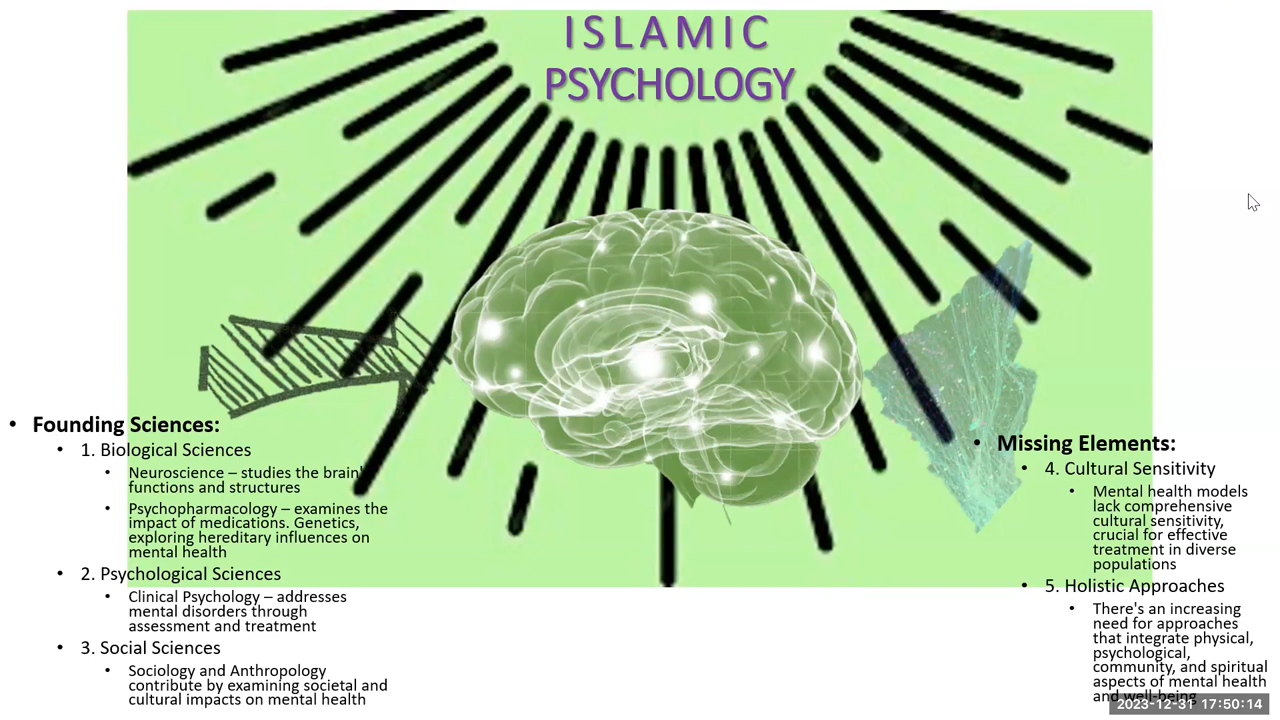 ISLAMIC
PSYCHOLOGY
• Founding Sciences:
• 1. Biological Sciences
• Neuroscience – studies the brain'
functions and structures
• Psychopharmacology – examines the
impact of medications. Genetics,
exploring hereditary influences on
mental health
• 2. Psychological Sciences
• Clinical Psychology – addresses
mental disorders through
assessment and treatment
• 3. Social Sciences
• Sociology and Anthropology
contribute by examining societal and
cultural impacts on mental health
• Missing Elements:
• 4. Cultural Sensitivity
• Mental health models
lack comprehensive
cultural sensitivity,
crucial for effective
treatment in diverse
populations
• 5. Holistic Approaches
• There's an increasing
need for approaches
that integrate physical,
psychological,
community, and spiritual
aspects of mental health
and well-being
2023-12-31 17:50:14